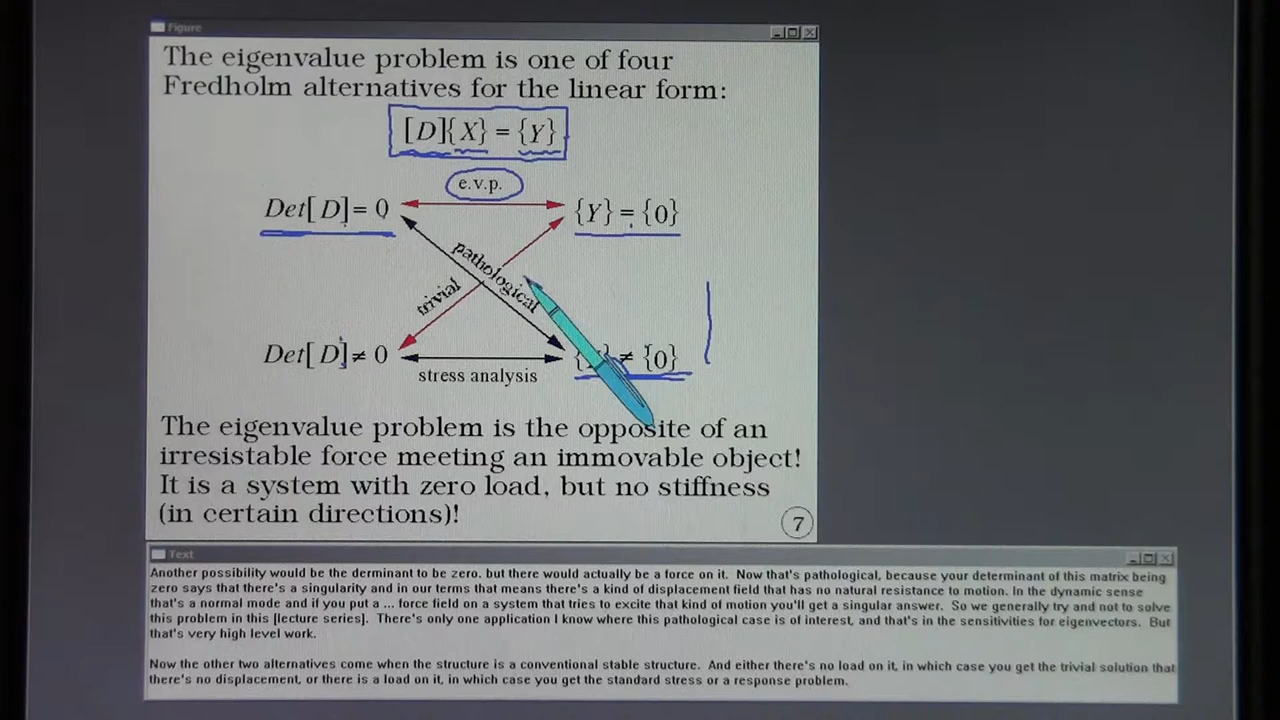 Figure
The eigenvalue problem is one of four
Fredholm alternatives for the linear form:
[D]{X} = {Y}
e.v.p.
Det[D]= 0
{Y} = {0}
pathological
trivial
Det[D]≠ 0
≠ {0}
stress analysis
The eigenvalue problem is the opposite of an
irresistable force meeting an immovable object!
It is a system with zero load, but no stiffness
(in certain directions)!
7
Text
Another possibility would be the derminant to be zero. but there would actually be a force on it. Now that's pathological, because your determinant of this matrix being
zero says that there's a singularity and in our terms that means there's a kind of displacement field that has no natural resistance to motion. In the dynamic sense
that's a normal mode and if you put a ... force field on a system that tries to excite that kind of motion you'll get a singular answer. So we generally try and not to solve
this problem in this [lecture series]. There's only one application I know where this pathological case is of interest, and that's in the sensitivities for eigenvectors. But
that's very high level work.
Now the other two alternatives come when the structure is a conventional stable structure. And either there's no load on it, in which case you get the trivial solution that
there's no displacement, or there is a load on it, in which case you get the standard stress or a response problem.